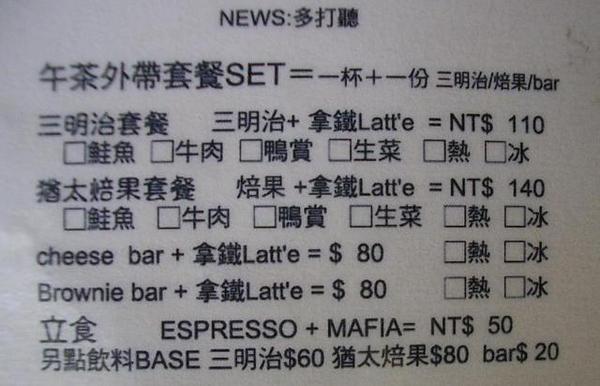 NEWS:多打聽
午茶外帶套餐SET＝一杯＋一份 三明治/焙果/bar
三明治套餐 三明治+ 拿鐵Latt'e = NT$ 110
□鮭魚 □牛肉 □鴨賞 □生菜 □熱 □冰
猶太焙果套餐 焙果 +拿鐵Latt'e = NT$ 140
□鮭魚 □牛肉 □鴨賞 □生菜 □熱 □冰
cheese bar + 拿鐵Latt'e = $ 80 □熱 □冰
Brownie bar + 拿鐵Latt'e = $ 80 □熱 □冰
立食 ESPRESSO + MAFIA= NT$ 50
另點飲料BASE 三明治$60 猶太焙果$80 bar$ 20